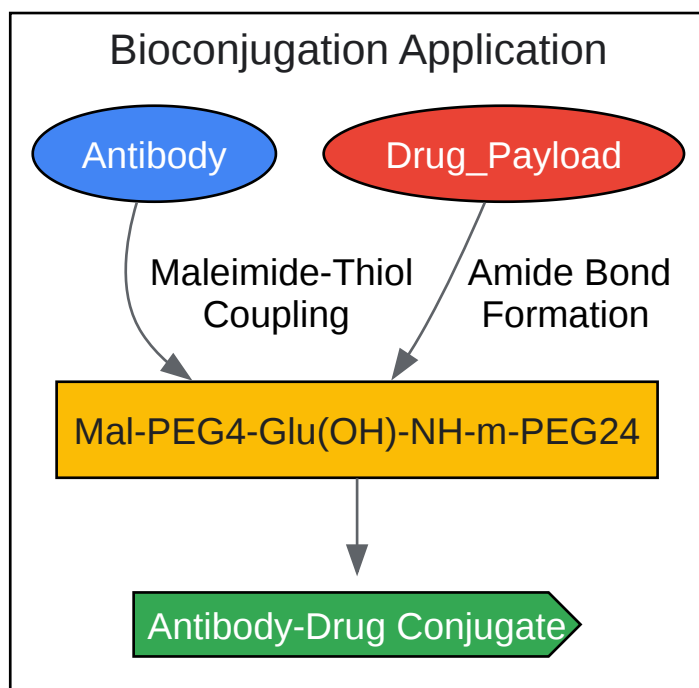 Bioconjugation Application
Antibody
Drug_Payload
Maleimide-Thiol
Coupling
Amide Bond
Formation
Mal-PEG4-Glu(OH)-NH-m-PEG24
Antibody-Drug Conjugate